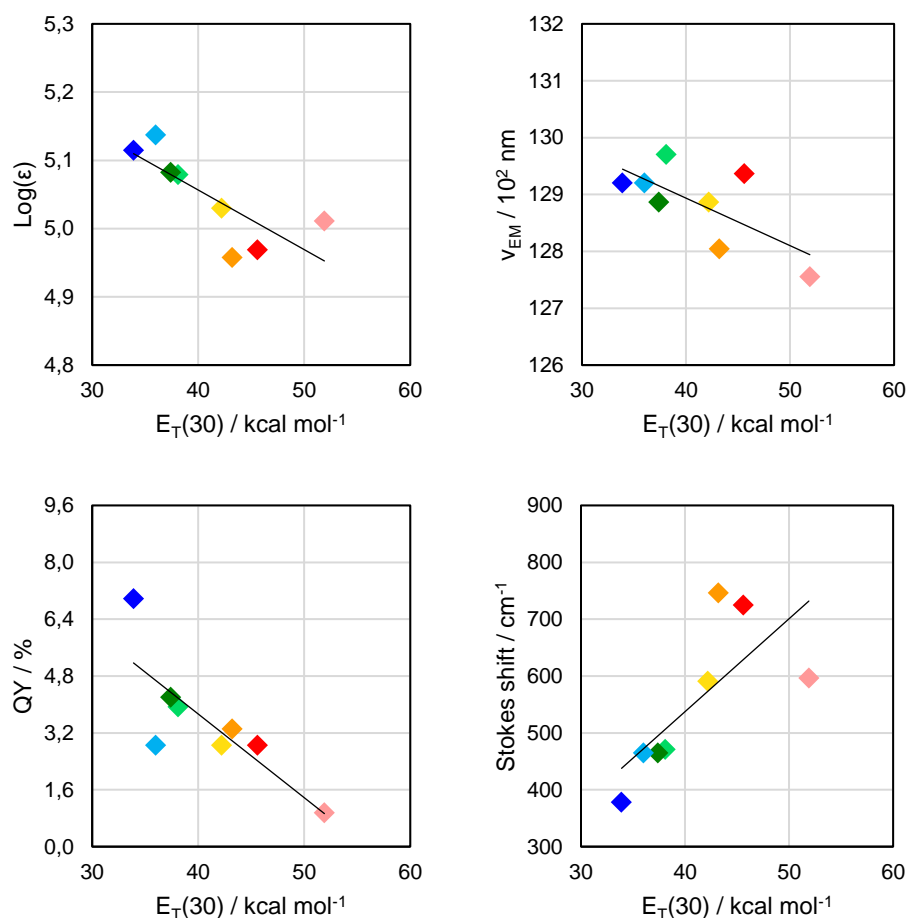 5,3
5,2
5,1
5,0
4,9
4,8
Log(ε)
30 40 50 60
E_T(30) / kcal mol⁻¹
132
131
130
129
128
127
126
ν_EM / 10² nm
30 40 50 60
E_T(30) / kcal mol⁻¹
9,6
8,0
6,4
4,8
3,2
1,6
0,0
QY / %
30 40 50 60
E_T(30) / kcal mol⁻¹
900
800
700
600
500
400
300
Stokes shift / cm⁻¹
30 40 50 60
E_T(30) / kcal mol⁻¹